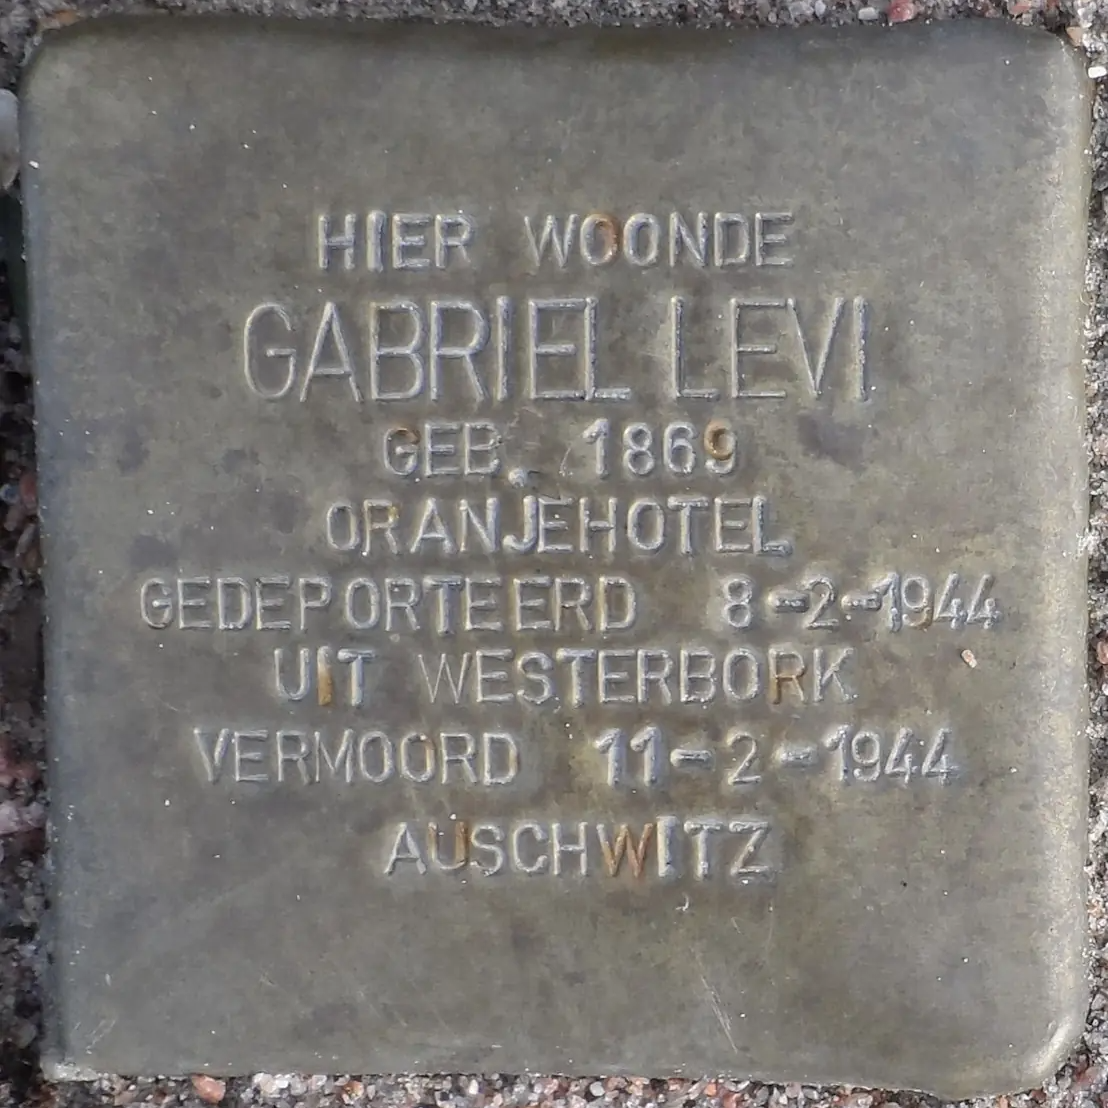 HIER WOONDE
GABRIEL LEVI
GEB. 1869
ORANJEHOTEL
GEDEPORTEERD 8-2-1944
UIT WESTERBORK
VERMOORD 11-2-1944
AUSCHWITZ